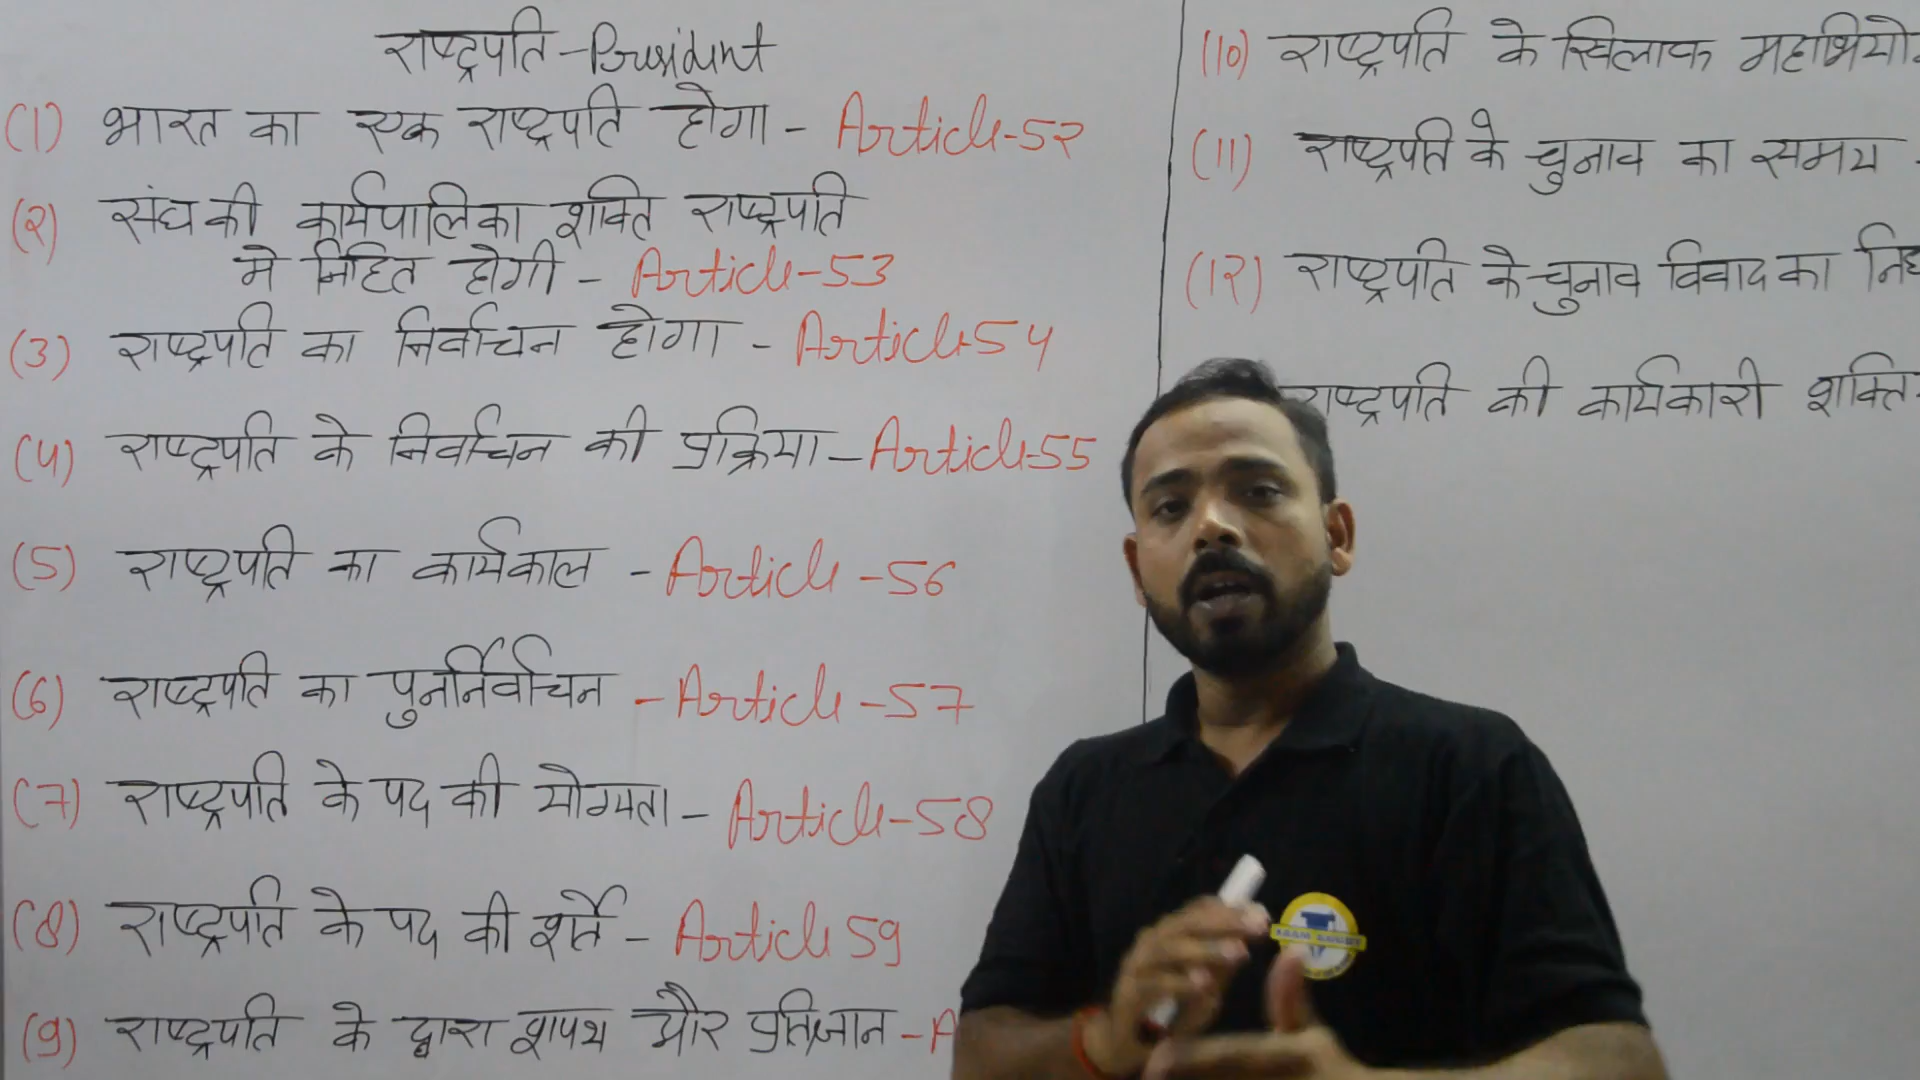 राष्ट्रपति - President
(1) भारत का एक राष्ट्रपति होगा - Article-52
(2) संघ की कार्यपालिका शक्ति राष्ट्रपति
मे निहित होगी - Article-53
(3) राष्ट्रपति का निर्वाचन होगा - Article-54
(4) राष्ट्रपति के निर्वाचन की प्रक्रिया - Article-55
(5) राष्ट्रपति का कार्यकाल - Article-56
(6) राष्ट्रपति का पुनर्निर्वाचन - Article-57
(7) राष्ट्रपति के पद की योग्यता - Article-58
(8) राष्ट्रपति के पद की शर्ते - Article 59
(9) राष्ट्रपति के द्वारा शपथ और प्रतिज्ञान - A
(10) राष्ट्रपति के खिलाफ महाभियो
(11) राष्ट्रपति के चुनाव का समय -
(12) राष्ट्रपति के चुनाव विवाद का
राष्ट्रपति की कार्यकारी शक्ति -